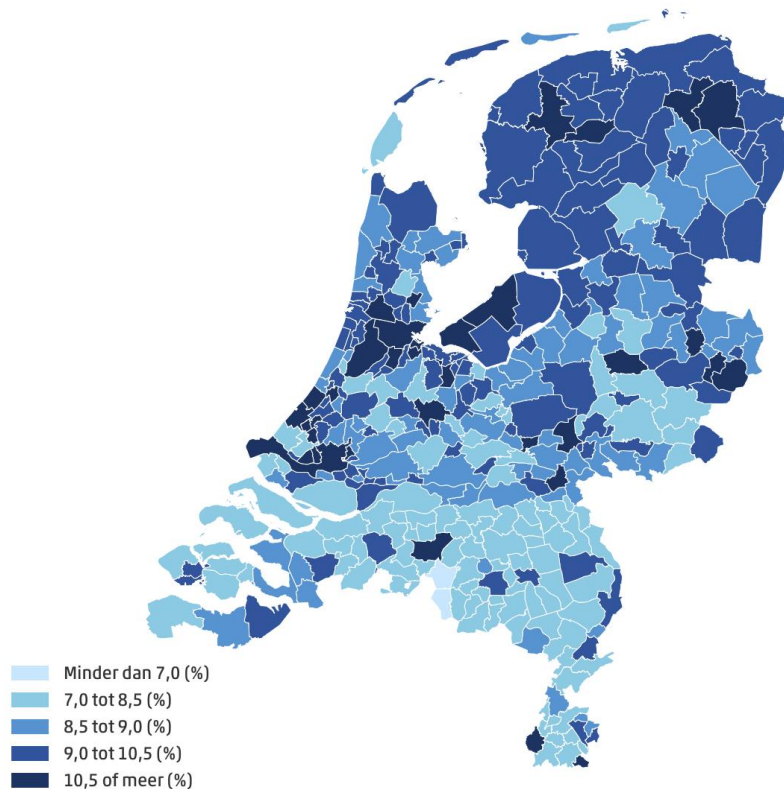 Minder dan 7,0 (%)
7,0 tot 8,5 (%)
8,5 tot 9,0 (%)
9,0 tot 10,5 (%)
10,5 of meer (%)